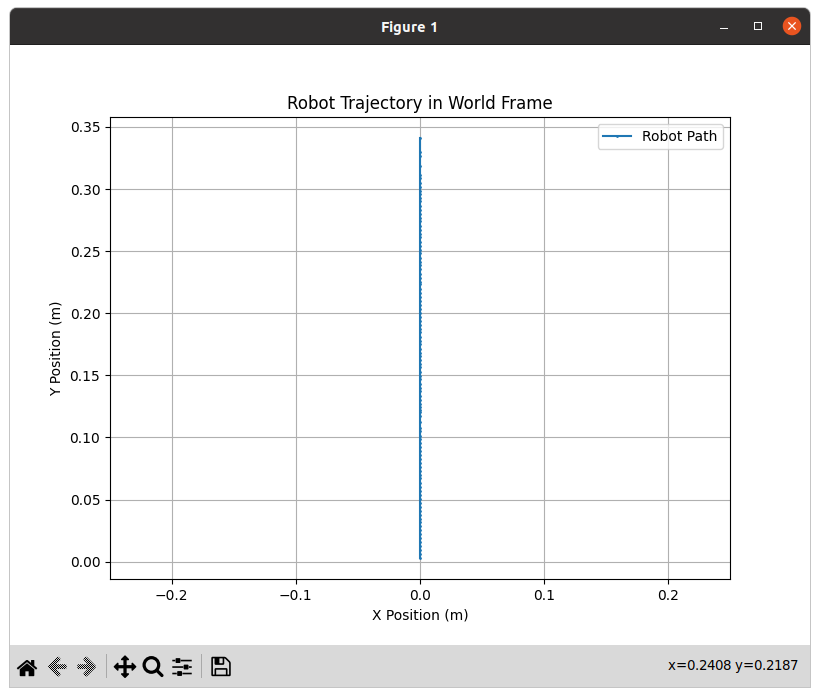 Figure 1
Robot Trajectory in World Frame
Robot Path
0.35
0.30
0.25
0.20
0.15
0.10
0.05
0.00
Y Position (m)
−0.2 −0.1 0.0 0.1 0.2
X Position (m)
x=0.2408 y=0.2187